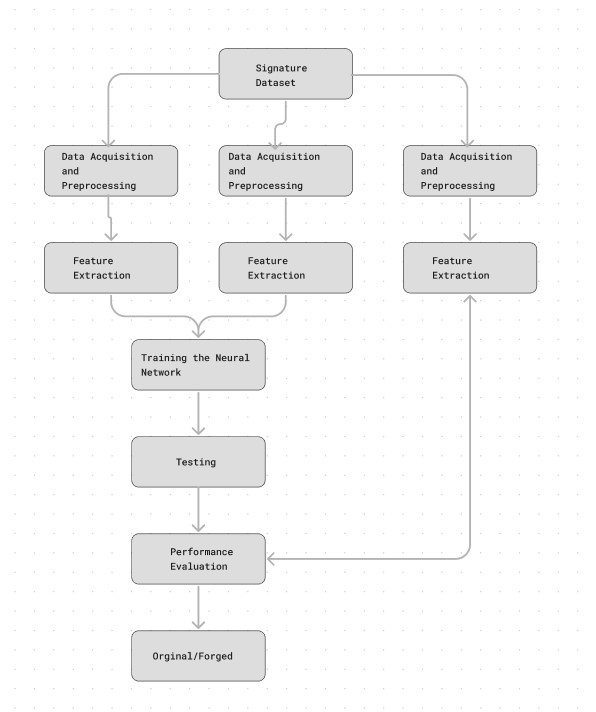 Signature
Dataset
Data Acquisition
and
Preprocessing
Data Acquisition
and
Preprocessing
Data Acquisition
and
Preprocessing
Feature
Extraction
Feature
Extraction
Feature
Extraction
Training the Neural
Network
Testing
Performance
Evaluation
Orginal/Forged